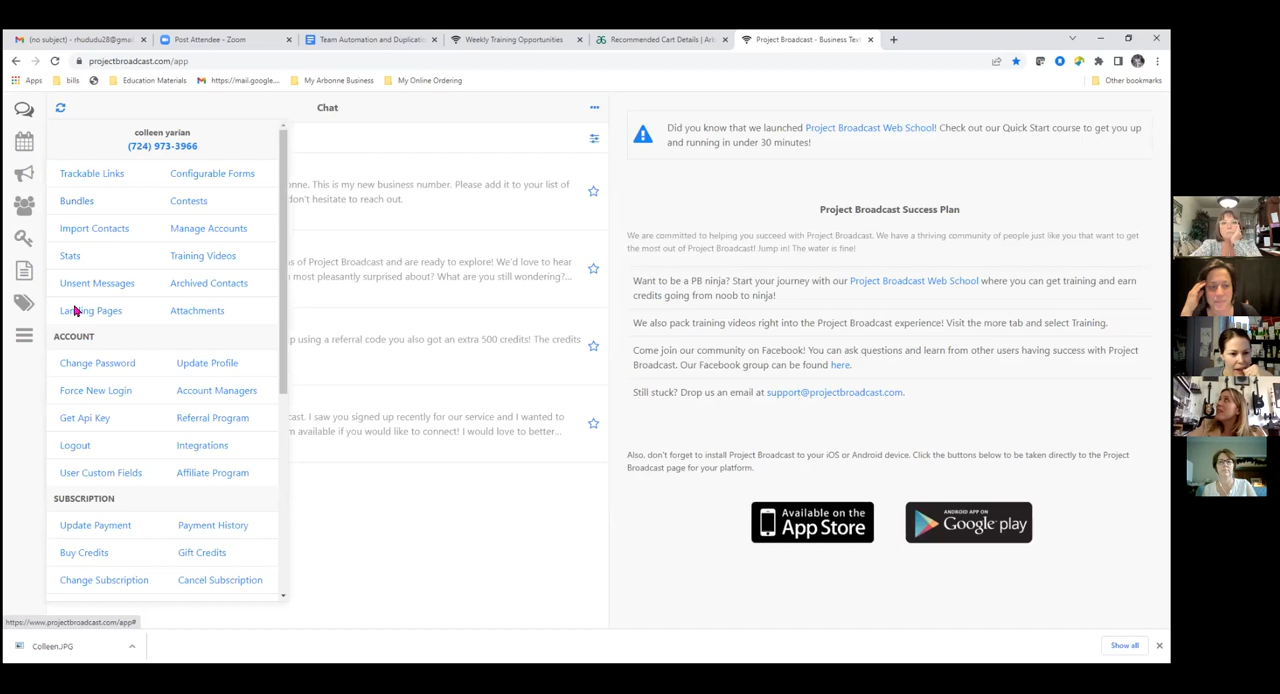 (no subject) - rhududu28@gmai
Post Attendee - Zoom
Team Automation and Duplicati
Weekly Training Opportunities
Recommended Cart Details | Arb
Project Broadcast - Business Text
projectbroadcast.com/app
Apps
bills
Education Materials
https://mail.google....
My Arbonne Business
My Online Ordering
Other bookmarks
Chat
colleen yarian
(724) 973-3966
Trackable Links
Configurable Forms
Bundles
Contests
Import Contacts
Manage Accounts
Stats
Training Videos
Unsent Messages
Archived Contacts
Landing Pages
Attachments
ACCOUNT
Change Password
Update Profile
Force New Login
Account Managers
Get Api Key
Referral Program
Logout
Integrations
User Custom Fields
Affiliate Program
SUBSCRIPTION
Update Payment
Payment History
Buy Credits
Gift Credits
Change Subscription
Cancel Subscription
onne. This is my new business number. Please add it to your list of
don't hesitate to reach out.
ns of Project Broadcast and are ready to explore! We'd love to hear
n most pleasantly surprised about? What are you still wondering?...
p using a referral code you also got an extra 500 credits! The credits
cast. I saw you signed up recently for our service and I wanted to
m available if you would like to connect! I would love to better...
Did you know that we launched Project Broadcast Web School! Check out our Quick Start course to get you up
and running in under 30 minutes!
Project Broadcast Success Plan
We are committed to helping you succeed with Project Broadcast. We have a thriving community of people just like you that want to get the
most out of Project Broadcast! Jump in! The water is fine!
Want to be a PB ninja? Start your journey with our Project Broadcast Web School where you can get training and earn
credits going from noob to ninja!
We also pack training videos right into the Project Broadcast experience! Visit the more tab and select Training.
Come join our community on Facebook! You can ask questions and learn from other users having success with Project
Broadcast. Our Facebook group can be found here.
Still stuck? Drop us an email at support@projectbroadcast.com.
Also, don't forget to install Project Broadcast to your iOS or Android device. Click the buttons below to be taken directly to the Project
Broadcast page for your platform.
Available on the
App Store
ANDROID APP ON
Google play
https://www.projectbroadcast.com/app#
Colleen.JPG
Show all